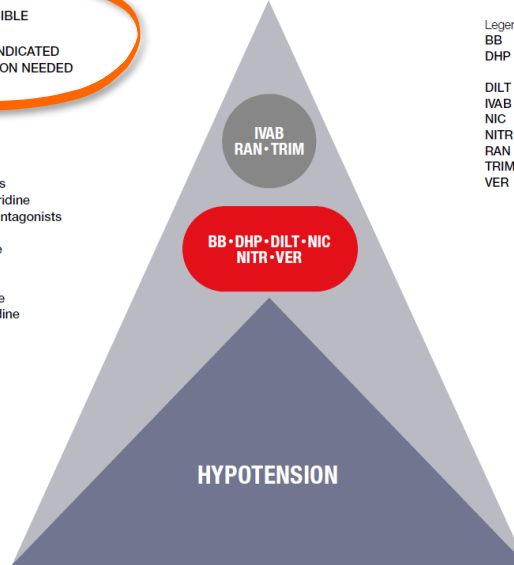 IBLE
NDICATED
ON NEEDED
IVAB
RAN•TRIM
BB•DHP•DILT•NIC
NITR•VER
HYPOTENSION
s
ridine
ntagonists
e
e
line
Legen
BB
DHP
DILT
IVAB
NIC
NITR
RAN
TRIM
VER